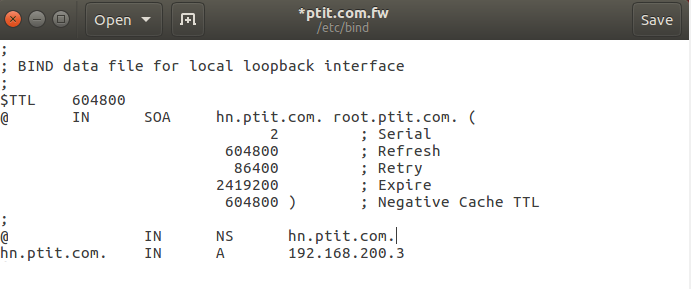 Open
*ptit.com.fw
/etc/bind
Save
;
; BIND data file for local loopback interface
;
$TTL 604800
@ IN SOA hn.ptit.com. root.ptit.com. (
2 ; Serial
604800 ; Refresh
86400 ; Retry
2419200 ; Expire
604800 ) ; Negative Cache TTL
;
@ IN NS hn.ptit.com.
hn.ptit.com. IN A 192.168.200.3